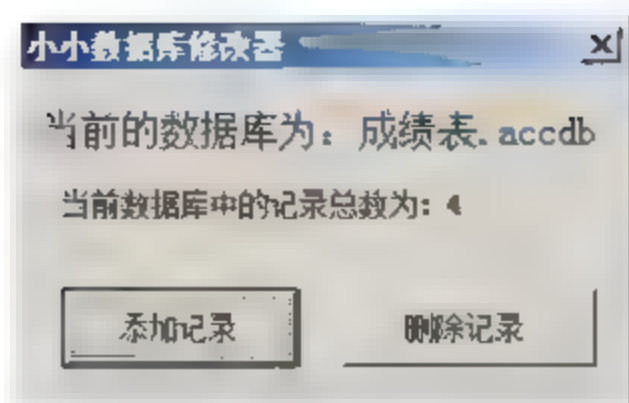 小小数据库修改器
当前的数据库为：成绩表.accdb
当前数据库中的记录总数为：4
添加记录
删除记录